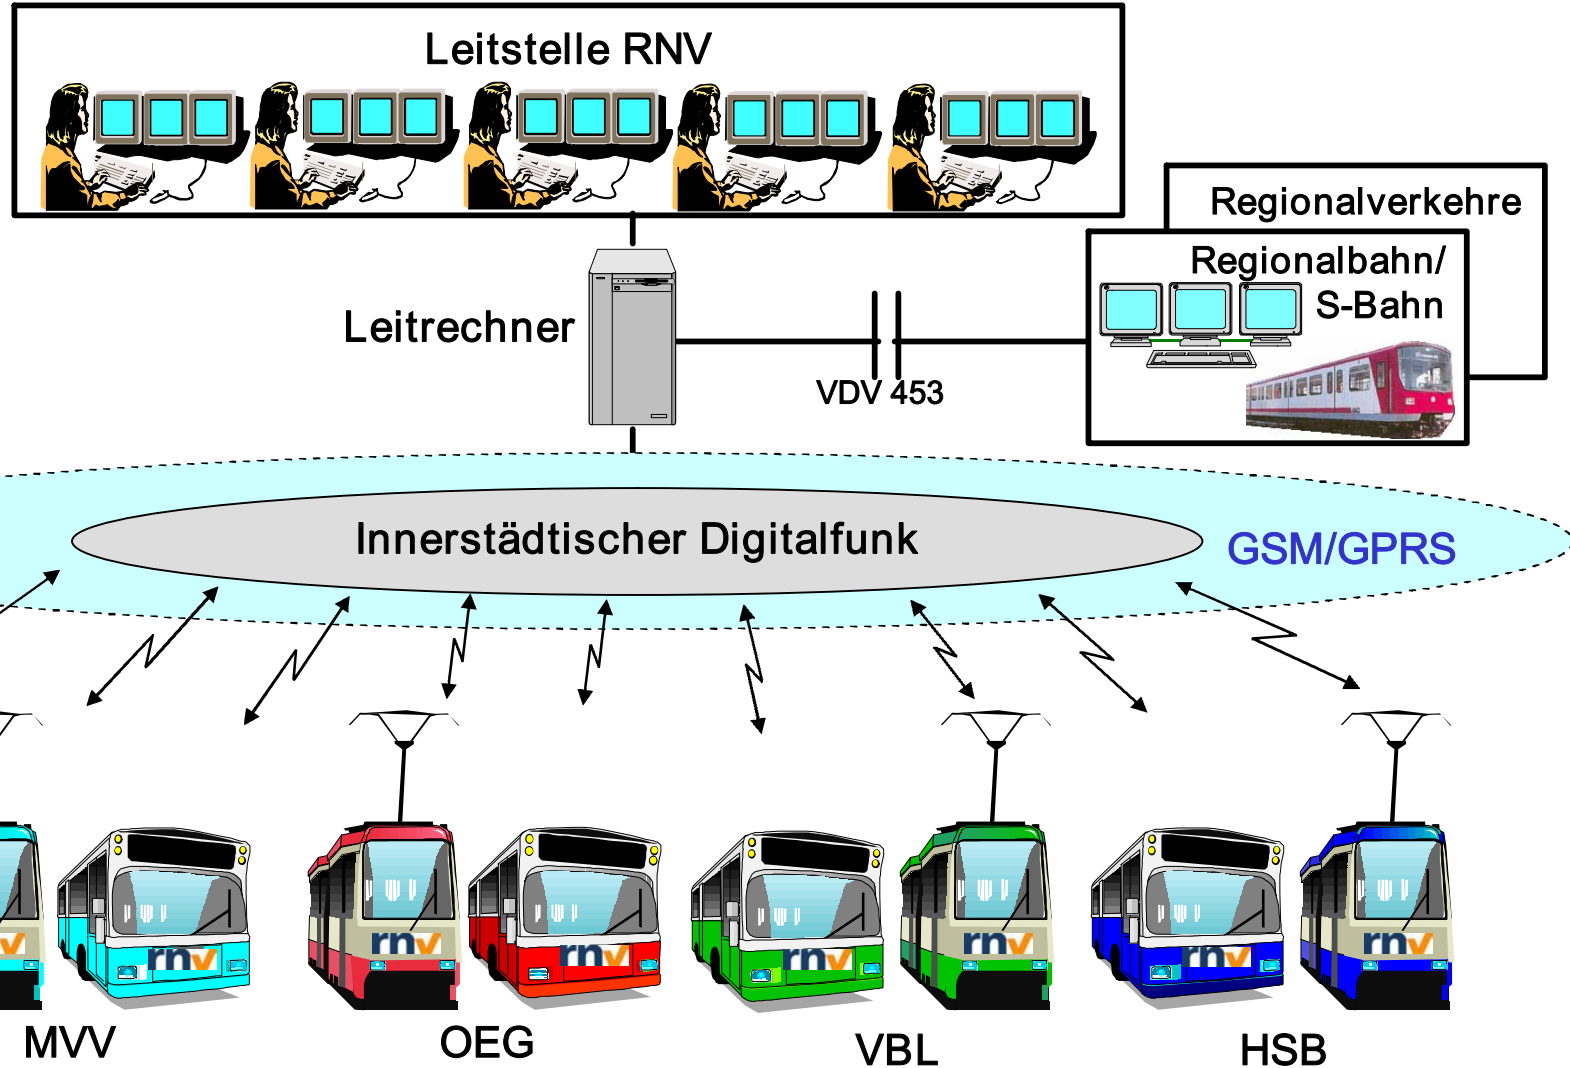 Leitstelle RNV
Regionalverkehre
Regionalbahn/
S-Bahn
Leitrechner
VDV 453
Innerstädtischer Digitalfunk
GSM/GPRS
rnv
rnv
rnv
rnv
rnv
rnv
rnv
MVV
OEG
VBL
HSB